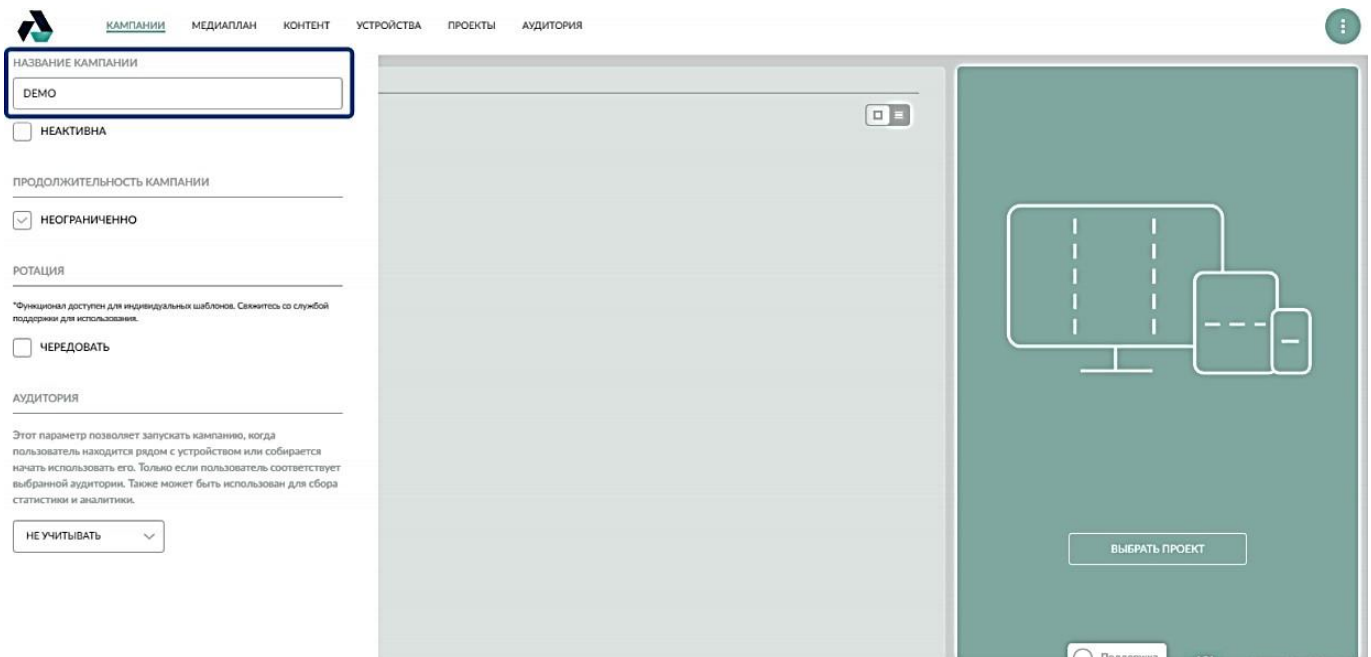 КАМПАНИИ МЕДИАПЛАН КОНТЕНТ УСТРОЙСТВА ПРОЕКТЫ АУДИТОРИЯ
НАЗВАНИЕ КАМПАНИИ
DEMO
НЕАКТИВНА
ПРОДОЛЖИТЕЛЬНОСТЬ КАМПАНИИ
НЕОГРАНИЧЕННО
РОТАЦИЯ
*Функционал доступен для индивидуальных шаблонов. Свяжитесь со службой
поддержки для использования.
ЧЕРЕДОВАТЬ
АУДИТОРИЯ
Этот параметр позволяет запускать кампанию, когда
пользователь находится рядом с устройством или собирается
начать использовать его. Только если пользователь соответствует
выбранной аудитории. Также может быть использован для сбора
статистики и аналитики.
НЕ УЧИТЫВАТЬ
ВЫБРАТЬ ПРОЕКТ
Поддержка